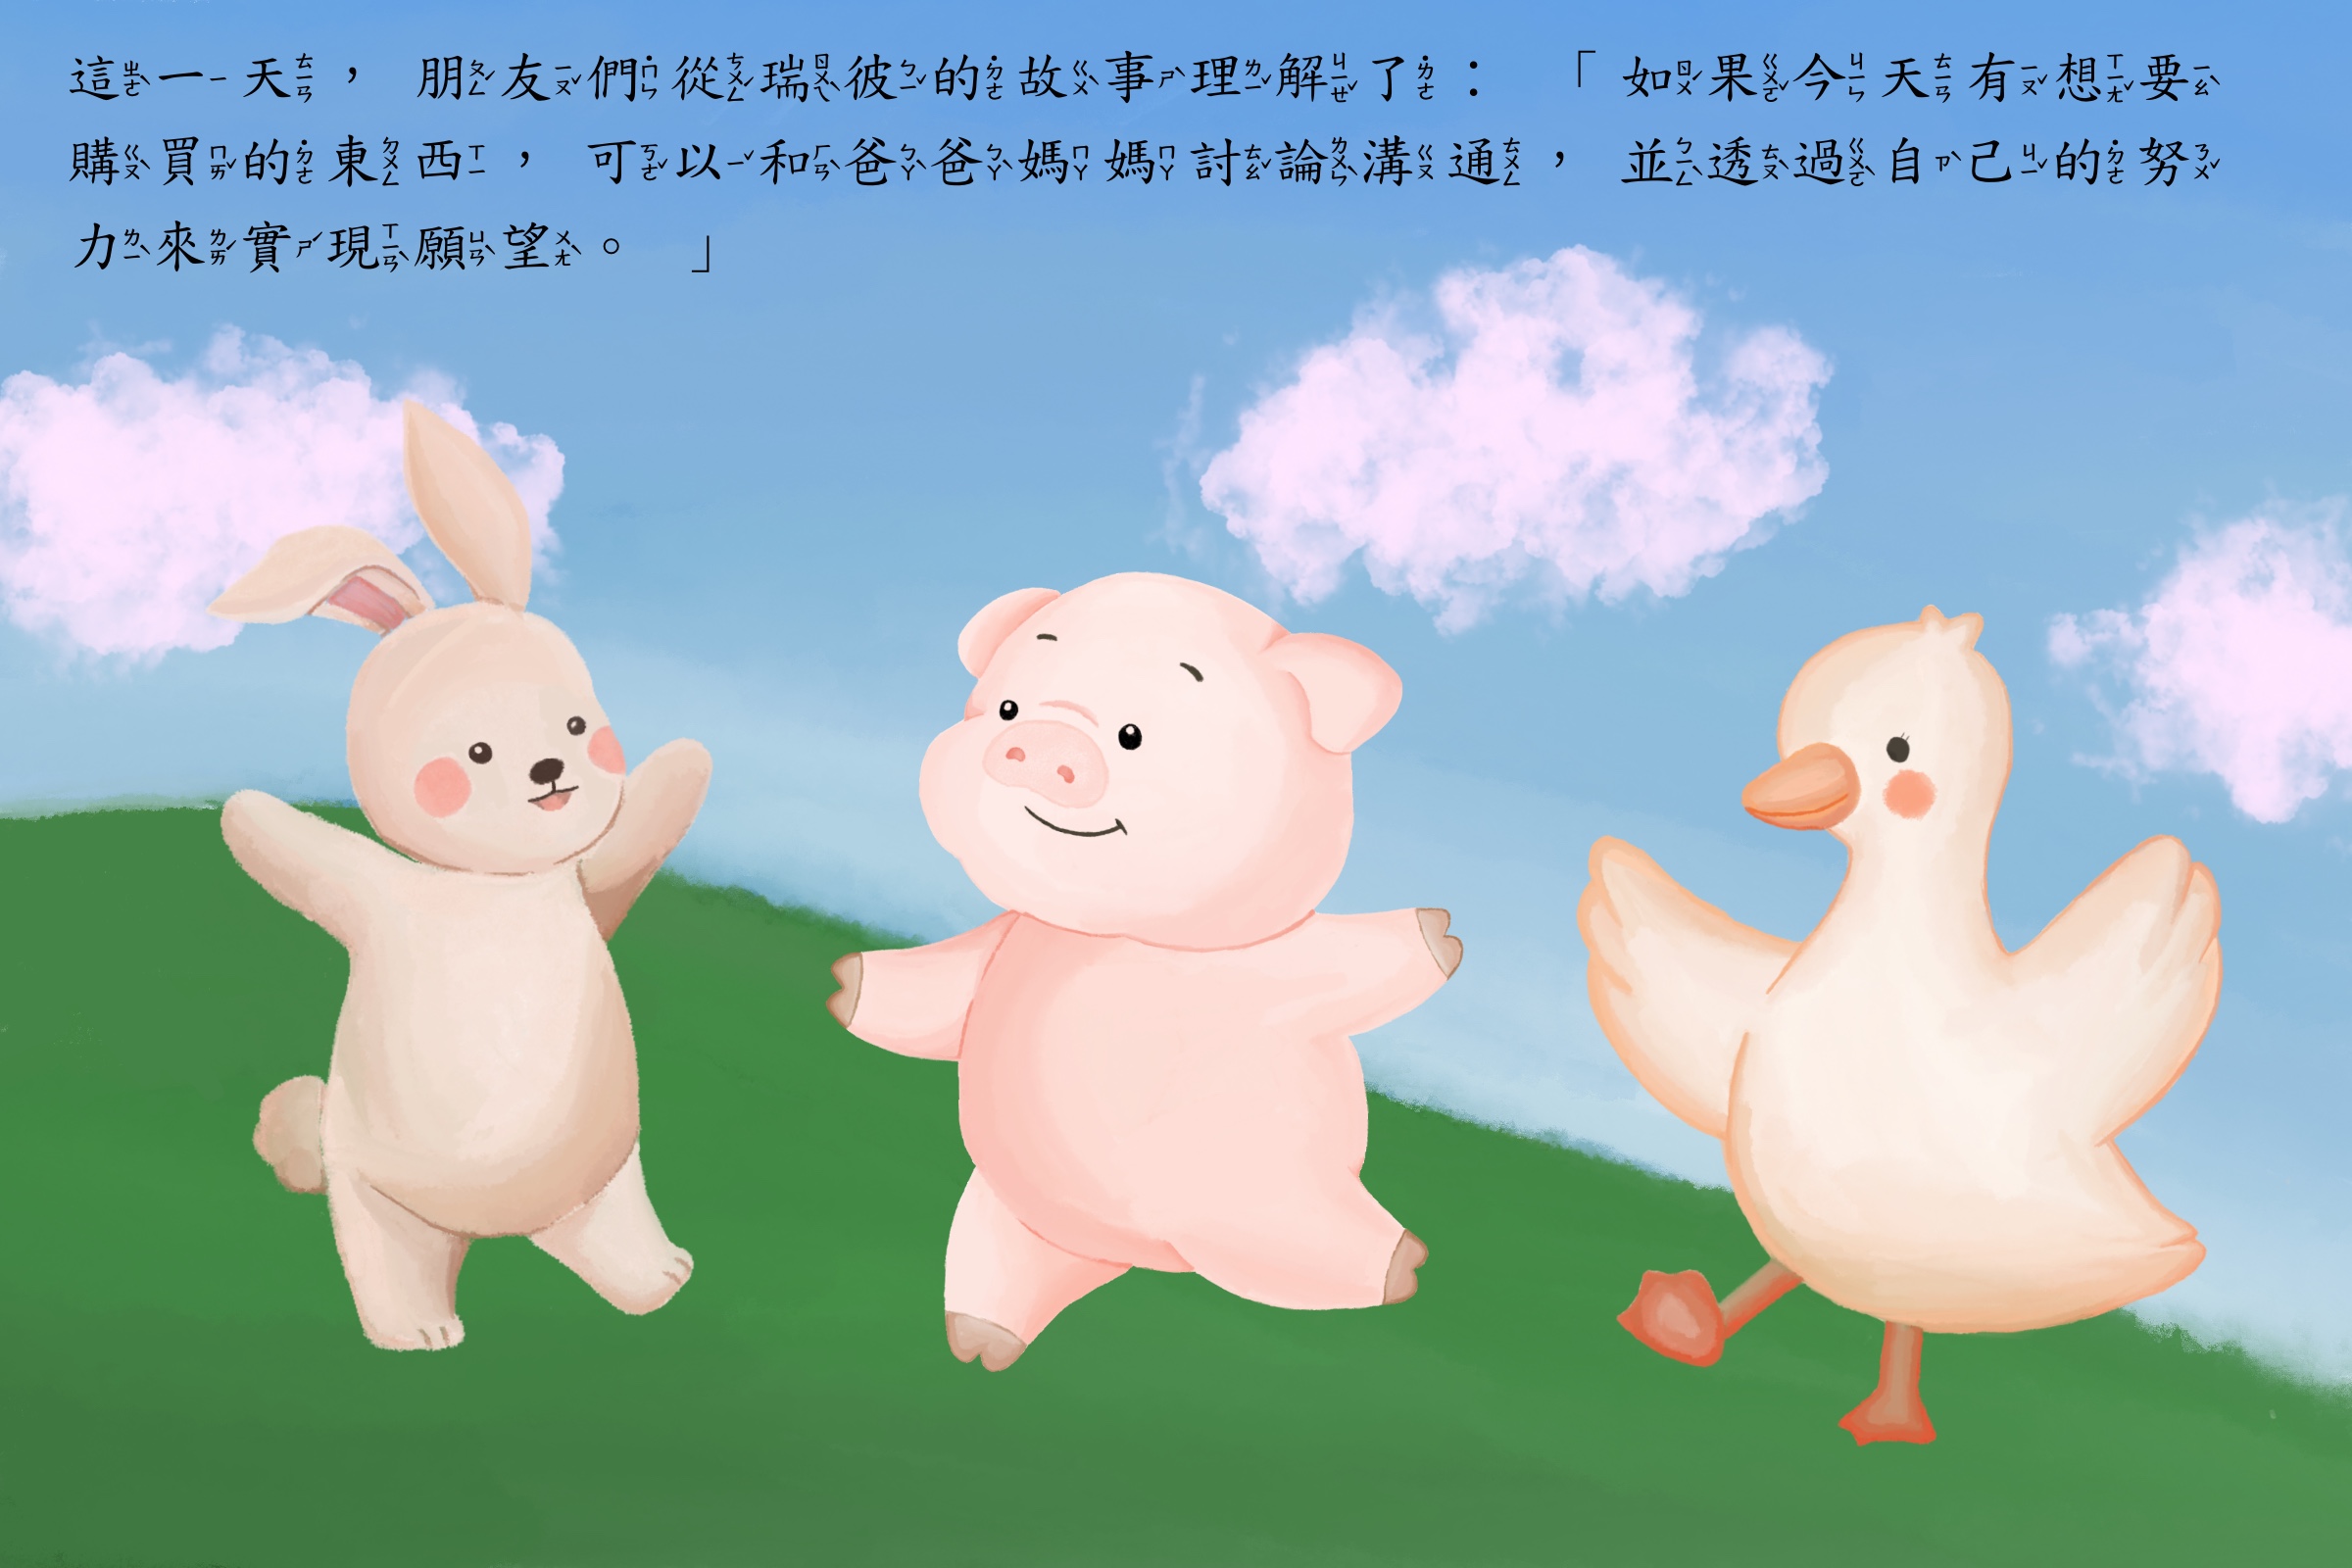 這一天，朋友們從瑞彼的故事理解了：「如果今天有想要
購買的東西，可以和爸爸媽媽討論溝通，並透過自己的努
力來實現願望。」